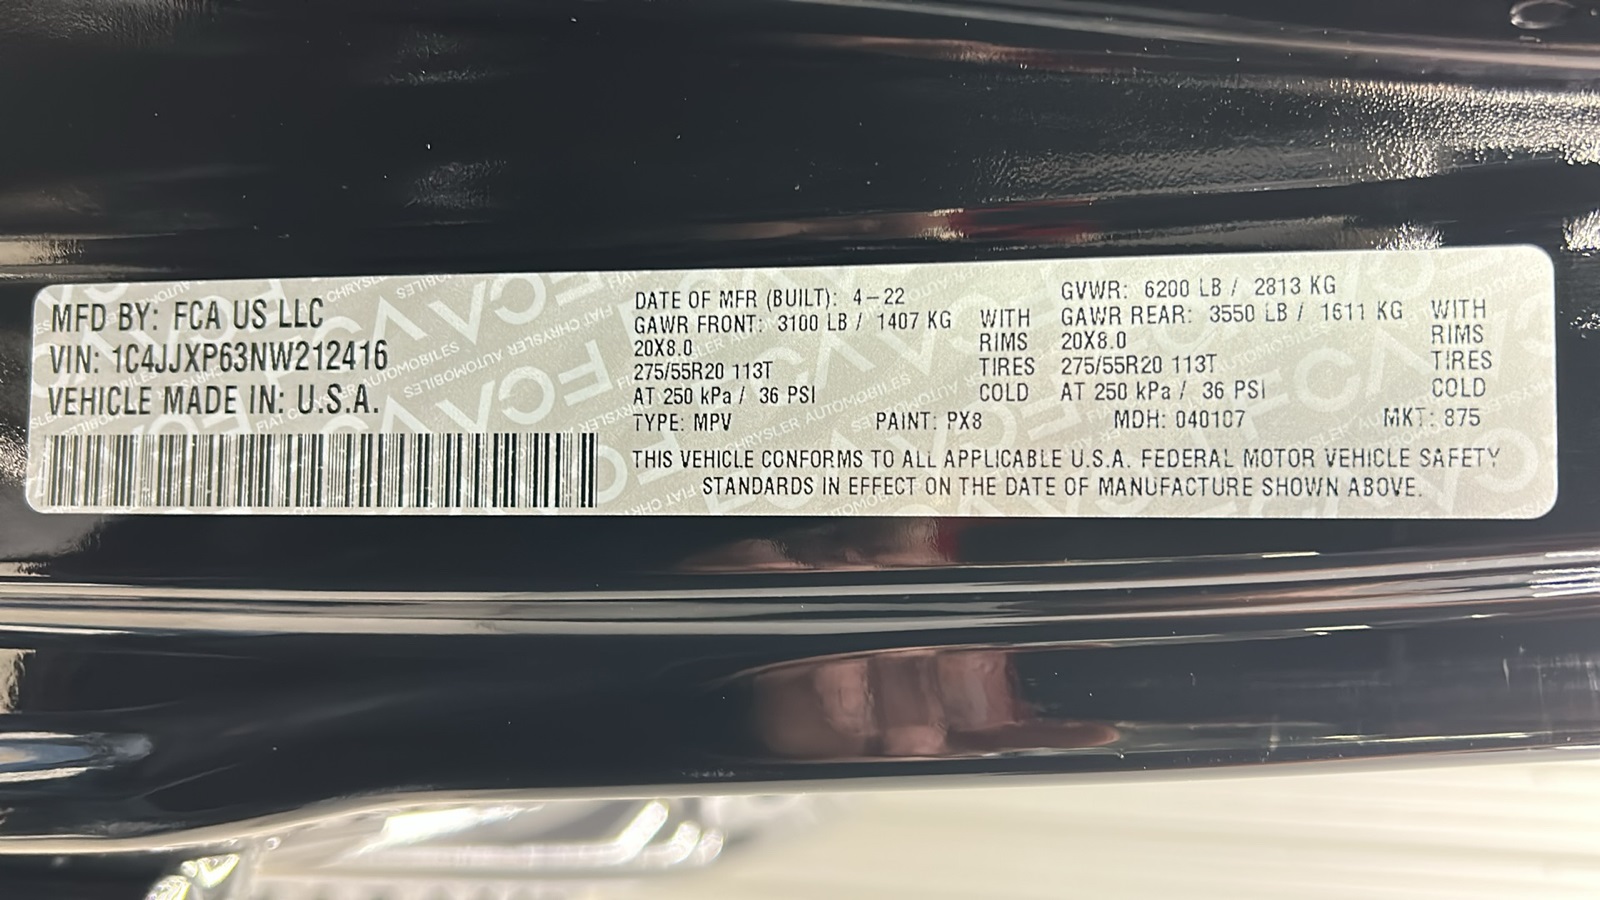 MFD BY: FCA US LLC
VIN: 1C4JJXP63NW212416
VEHICLE MADE IN: U.S.A.
DATE OF MFR (BUILT): 4-22
GAWR FRONT: 3100 LB / 1407 KG WITH
20X8.0 RIMS
275/55R20 113T TIRES
AT 250 kPa / 36 PSI COLD
GVWR: 6200 LB / 2813 KG
GAWR REAR: 3550 LB / 1611 KG WITH
20X8.0 RIMS
275/55R20 113T TIRES
AT 250 kPa / 36 PSI COLD
TYPE: MPV PAINT: PX8 MDH: 040107 MKT: 875
THIS VEHICLE CONFORMS TO ALL APPLICABLE U.S.A. FEDERAL MOTOR VEHICLE SAFETY
STANDARDS IN EFFECT ON THE DATE OF MANUFACTURE SHOWN ABOVE.